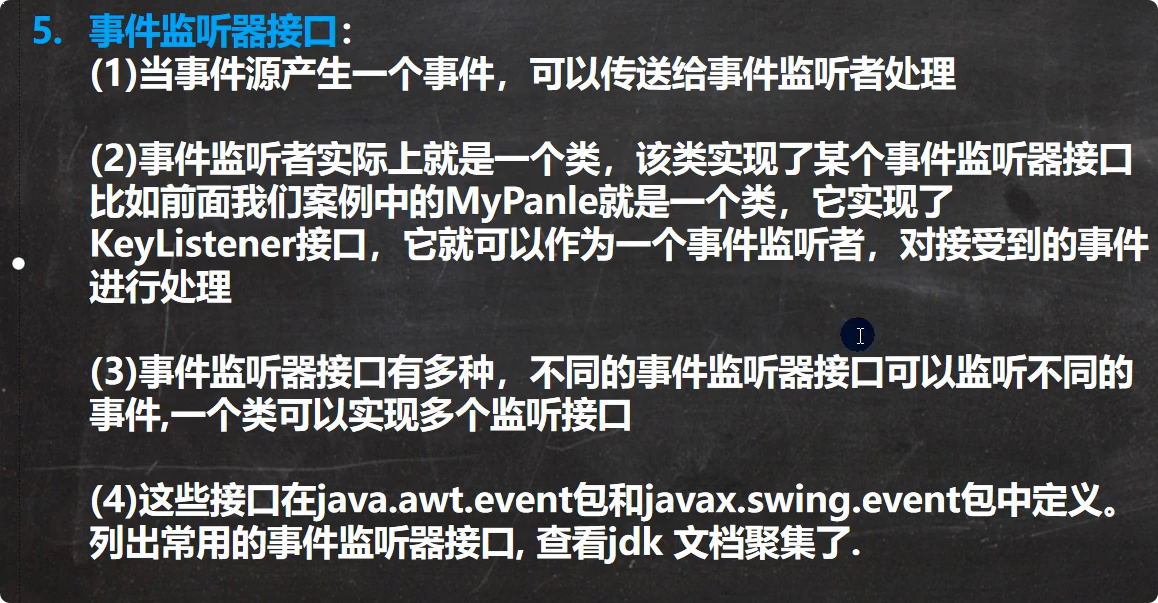 5. 事件监听器接口：
(1)当事件源产生一个事件，可以传送给事件监听者处理
(2)事件监听者实际上就是一个类，该类实现了某个事件监听器接口
比如前面我们案例中的MyPanle就是一个类，它实现了
KeyListener接口，它就可以作为一个事件监听者，对接受到的事件
进行处理
(3)事件监听器接口有多种，不同的事件监听器接口可以监听不同的
事件,一个类可以实现多个监听接口
(4)这些接口在java.awt.event包和javax.swing.event包中定义。
列出常用的事件监听器接口, 查看jdk 文档聚集了.